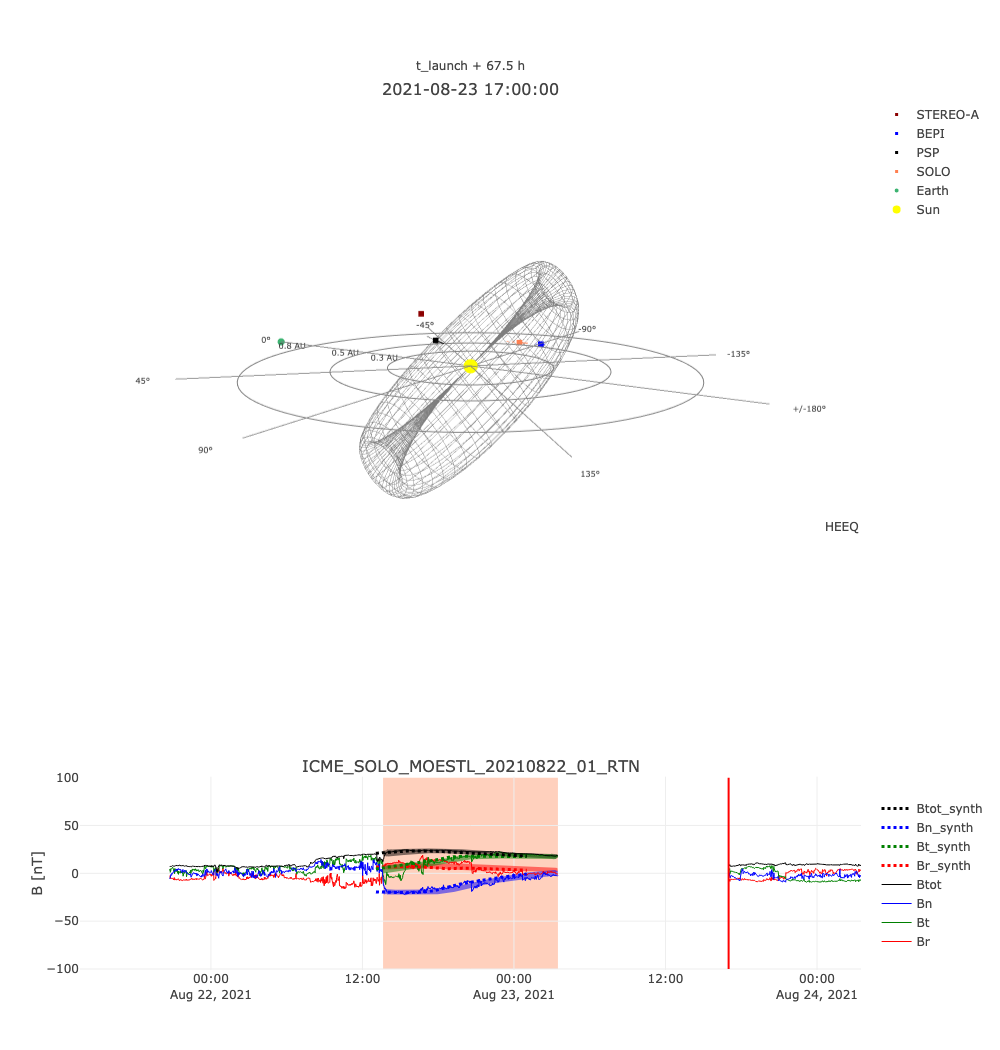 t_launch + 67.5 h
2021-08-23 17:00:00
STEREO-A
BEPI
PSP
SOLO
Earth
Sun
-45°
-90°
0°
0.8 AU
0.5 AU
0.3 AU
-135°
45°
+/-180°
90°
135°
HEEQ
ICME_SOLO_MOESTL_20210822_01_RTN
100
50
0
−50
−100
B [nT]
Btot_synth
Bn_synth
Bt_synth
Br_synth
Btot
Bn
Bt
Br
00:00 12:00 00:00 12:00 00:00
Aug 22, 2021 Aug 23, 2021 Aug 24, 2021